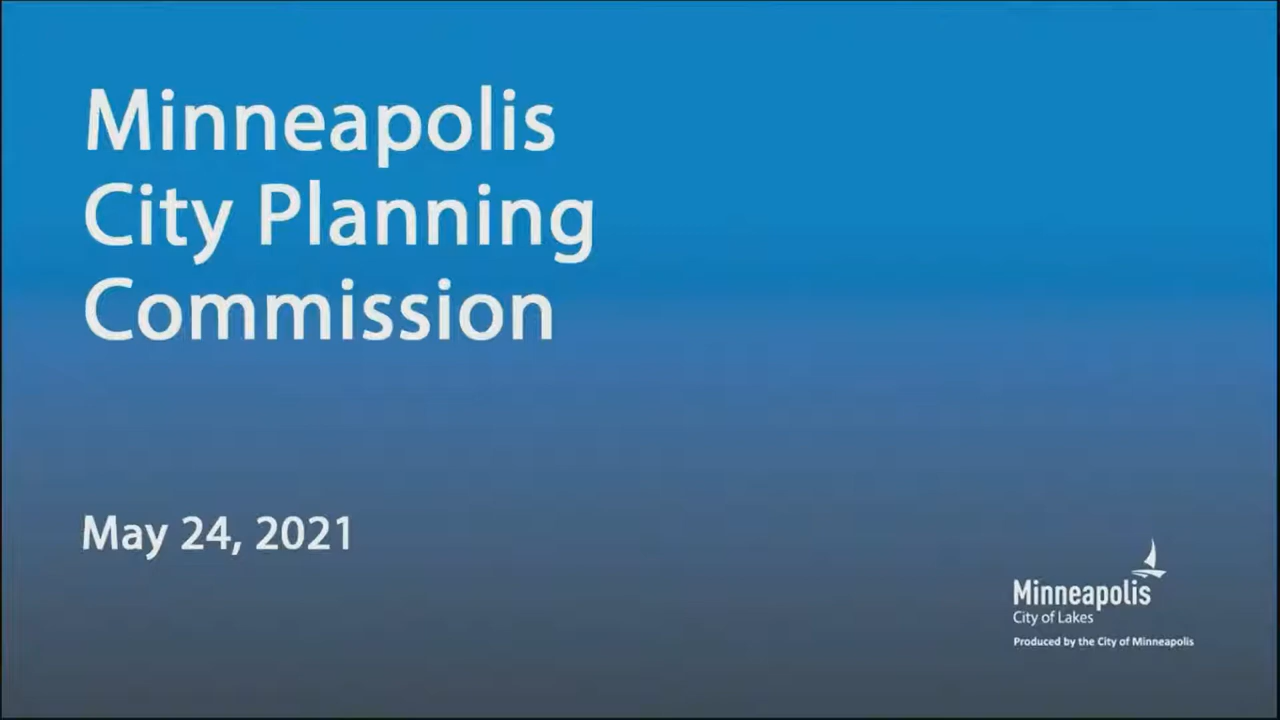 Minneapolis
City Planning
Commission
May 24, 2021
Minneapolis
City of Lakes
Produced by the City of Minneapolis